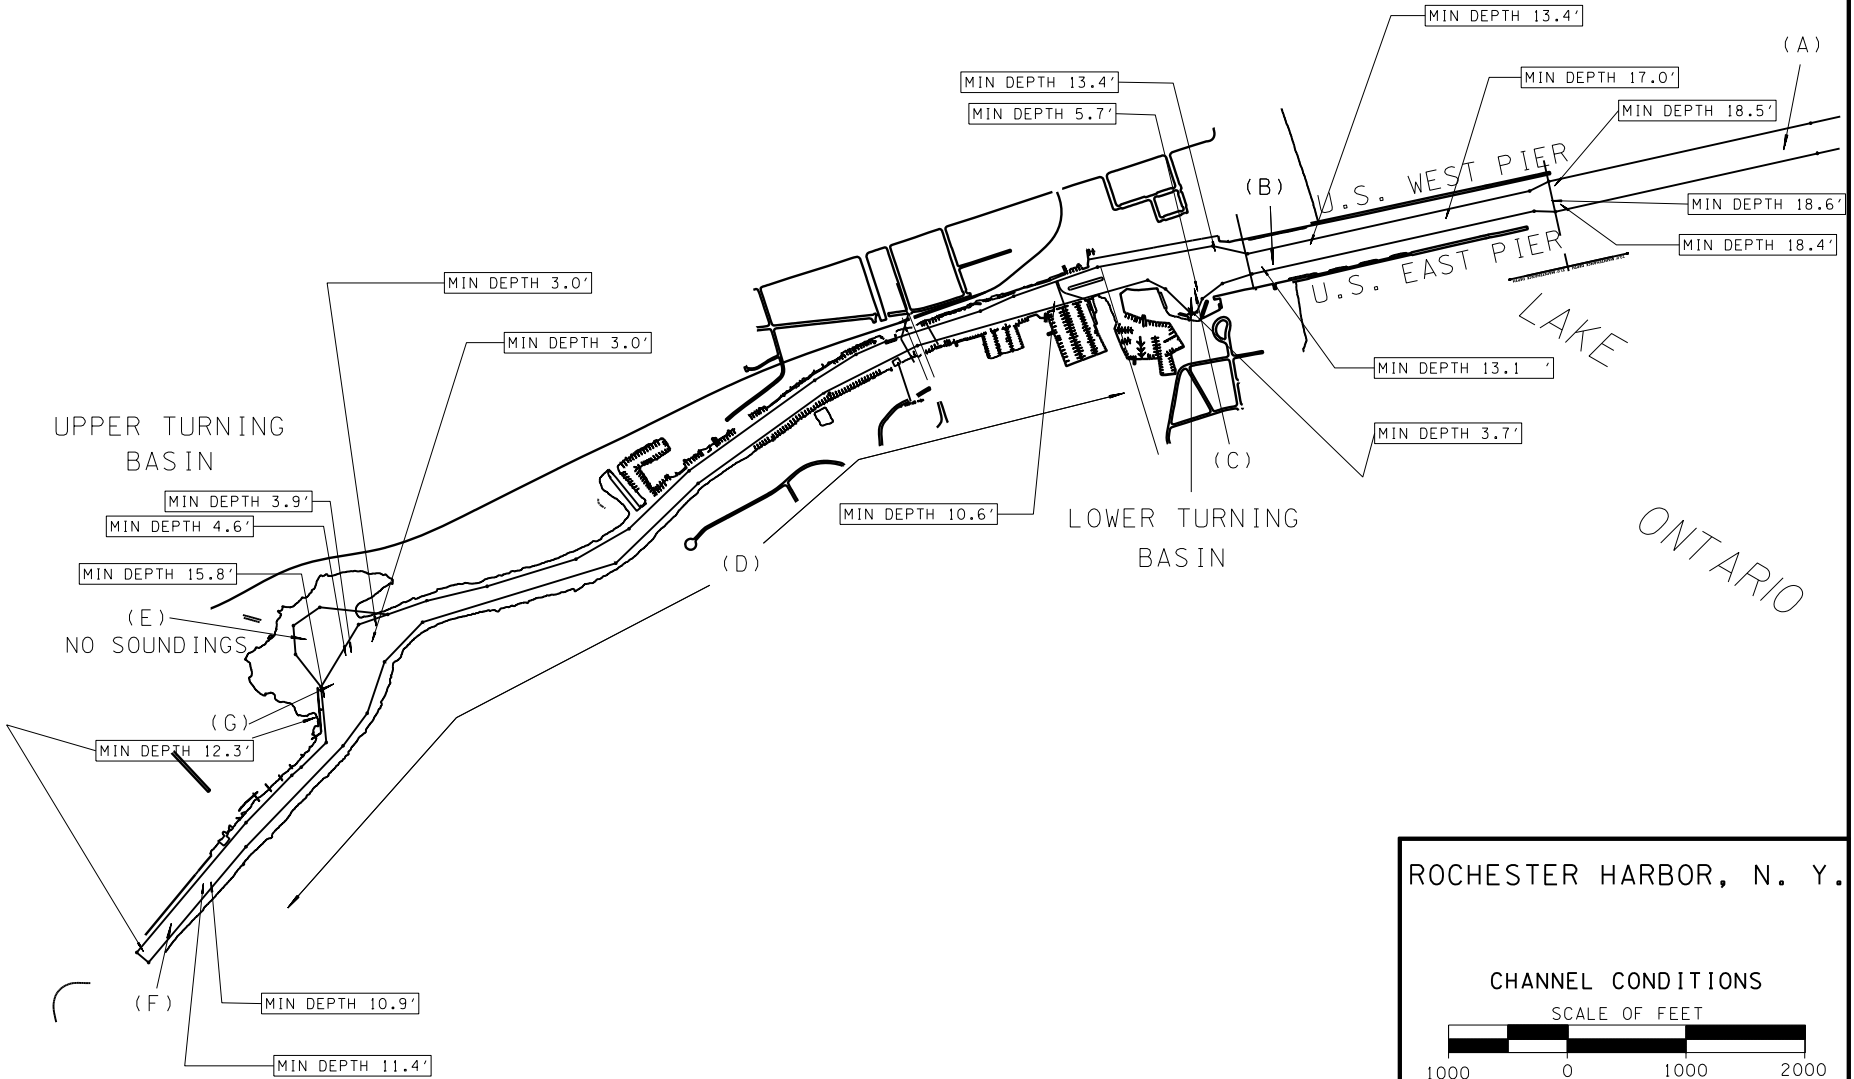 MIN DEPTH 13.4'
(A)
MIN DEPTH 13.4'
MIN DEPTH 17.0'
MIN DEPTH 5.7'
MIN DEPTH 18.5'
U.S. WEST PIER
(B)
MIN DEPTH 18.6'
U.S. EAST PIER
MIN DEPTH 18.4'
MIN DEPTH 3.0'
LAKE
MIN DEPTH 3.0'
MIN DEPTH 13.1 '
UPPER TURNING
BASIN
MIN DEPTH 3.7'
(C)
MIN DEPTH 3.9'
MIN DEPTH 10.6'
MIN DEPTH 4.6'
LOWER TURNING
BASIN
ONTARIO
(D)
MIN DEPTH 15.8'
(E)
NO SOUNDINGS
(G)
MIN DEPTH 12.3'
(F)
MIN DEPTH 10.9'
MIN DEPTH 11.4'
ROCHESTER HARBOR, N. Y.
CHANNEL CONDITIONS
SCALE OF FEET
1000 0 1000 2000